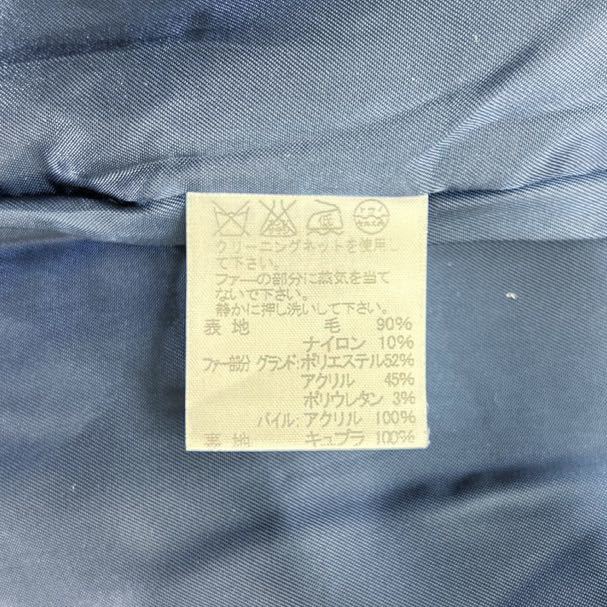 低
クリーニングネットを使用し
て下さい。
ファーの部分に蒸気を当て
ないで下さい。
静かに押し洗いして下さい。
表地 毛 90%
ナイロン 10%
ファー部分 グランド:ポリエステル52%
アクリル 45%
ポリウレタン 3%
パイル:アクリル 100%
キュプラ 100%